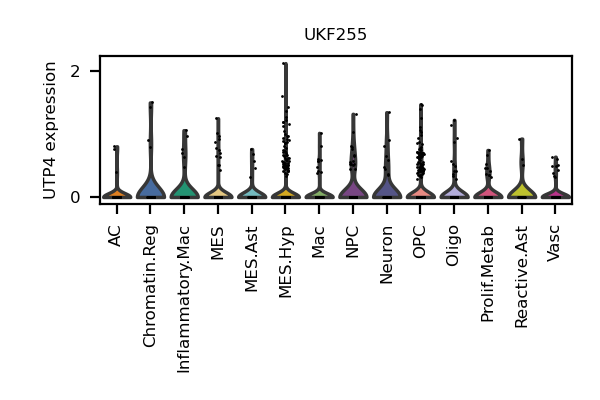 UKF255
UTP4 expression
2
0
AC
Chromatin.Reg
Inflammatory.Mac
MES
MES.Ast
MES.Hyp
Mac
NPC
Neuron
OPC
Oligo
Prolif.Metab
Reactive.Ast
Vasc